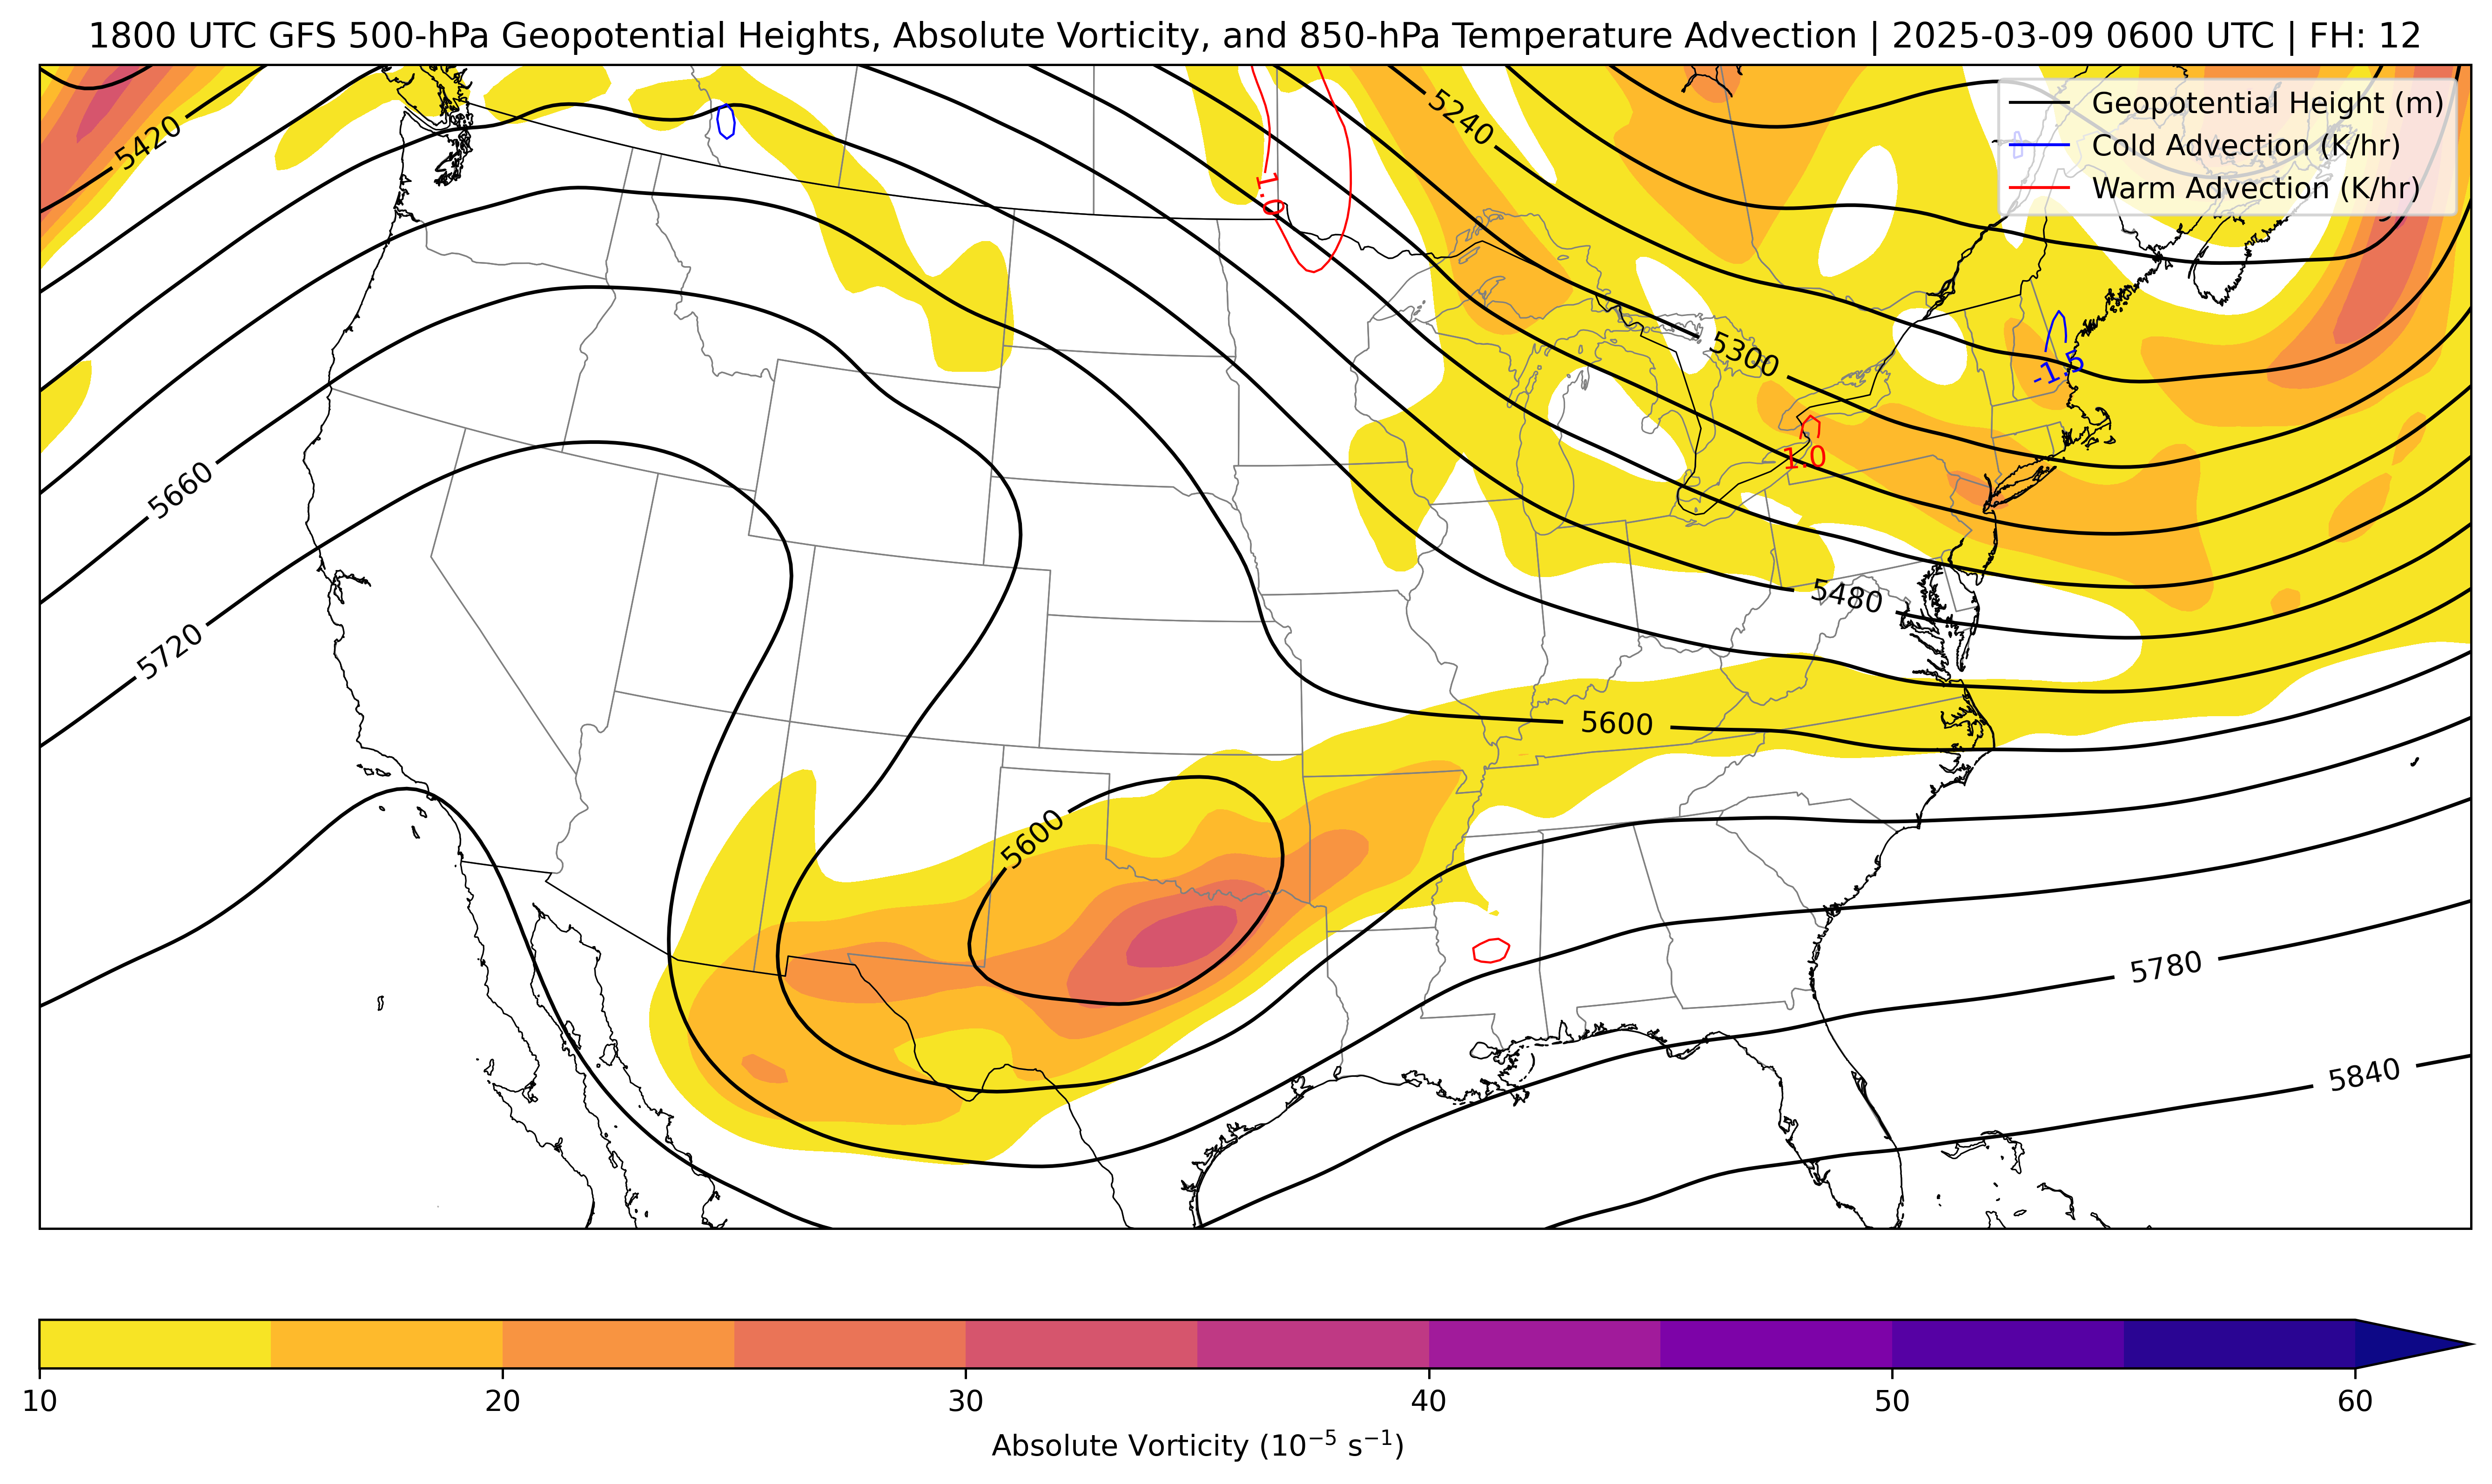 1800 UTC GFS 500-hPa Geopotential Heights, Absolute Vorticity, and 850-hPa Temperature Advection | 2025-03-09 0600 UTC | FH: 12
Geopotential Height (m)
Cold Advection (K/hr)
Warm Advection (K/hr)
5420
5240
1.0
5300
-1.5
1.0
5660
5480
5720
5600
5600
5780
5840
10 20 30 40 50 60
Absolute Vorticity (10⁻⁵ s⁻¹)